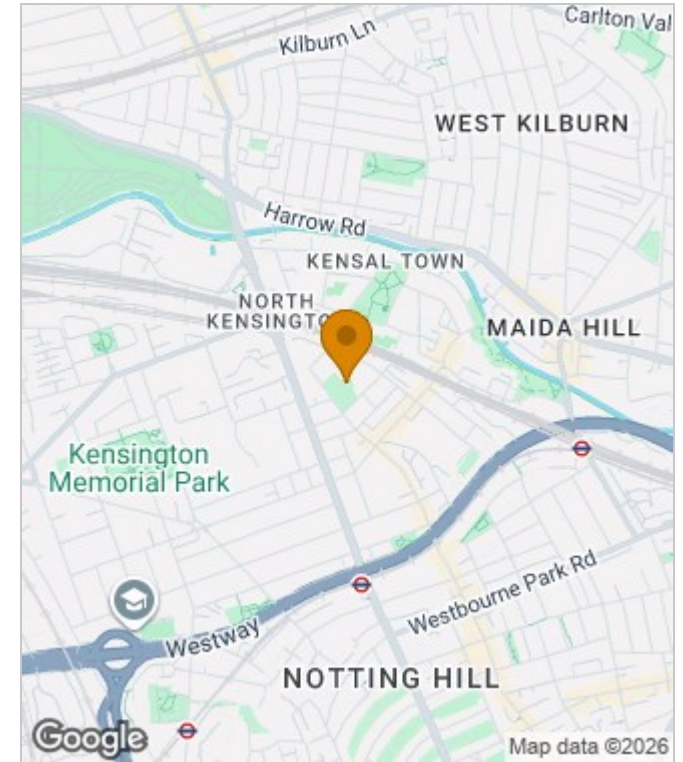 Carlton Val
Kilburn Ln
WEST KILBURN
Harrow Rd
KENSAL TOWN
NORTH
KENSINGTO
MAIDA HILL
Kensington
Memorial Park
Westbourne Park Rd
Westway
NOTTING HILL
Google
Map data ©2026